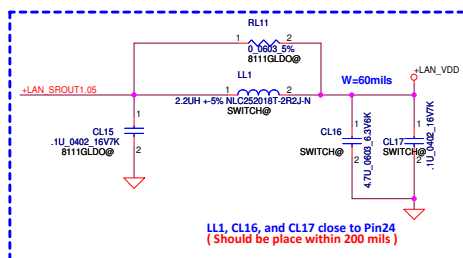 RL11
1 2
0_0603_5%
8111GLDO@
LL1
+LAN_VDD
+LAN_SROUT1.05
1 2
W=60mils
2.2UH +-5% NLC252018T-2R2J-N
SWITCH@
CL15
.1U_0402_16V7K
8111GLDO@
1
2
CL16
SWITCH@
4.7U_0603_6.3V6K
1
2
CL17
SWITCH@
.1U_0402_16V7K
1
2
LL1, CL16, and CL17 close to Pin24
( Should be place within 200 mils )